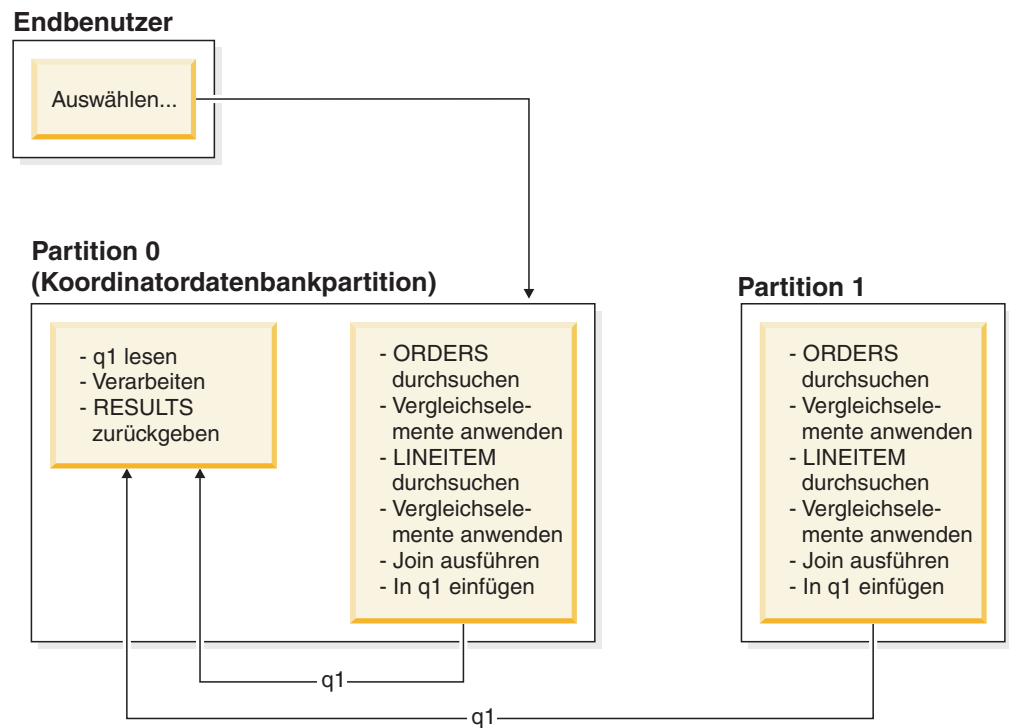 Endbenutzer
Auswählen...
Partition 0
(Koordinatordatenbankpartition)
- q1 lesen
- Verarbeiten
- RESULTS
zurückgeben
- ORDERS
durchsuchen
- Vergleichsele-
mente anwenden
- LINEITEM
durchsuchen
- Vergleichsele-
mente anwenden
- Join ausführen
- In q1 einfügen
Partition 1
- ORDERS
durchsuchen
- Vergleichsele-
mente anwenden
- LINEITEM
durchsuchen
- Vergleichsele-
mente anwenden
- Join ausführen
- In q1 einfügen
q1
q1